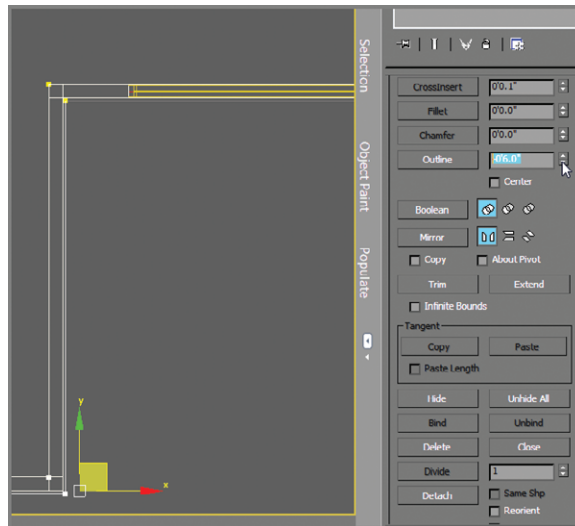 Selection
Object Paint
Populate
y
x
CrossInsert 0'0.1"
Fillet 0'0.0"
Chamfer 0'0.0"
Outline -0'6.0"
Center
Boolean
Mirror
Copy About Pivot
Trim Extend
Infinite Bounds
Tangent
Copy Paste
Paste Length
Hide Unhide All
Bind Unbind
Delete Close
Divide 1
Detach Same Shp
Reorient